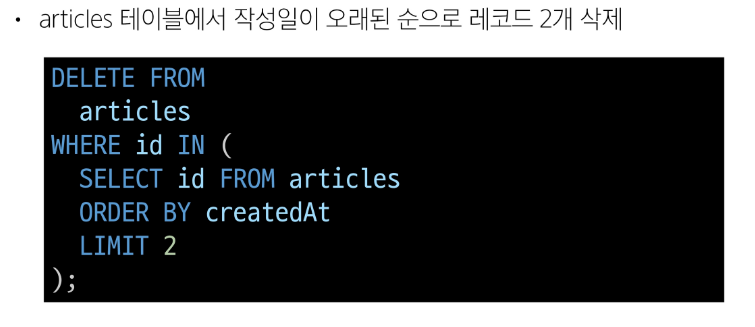 • articles 테이블에서 작성일이 오래된 순으로 레코드 2개 삭제
DELETE FROM
  articles
WHERE id IN (
  SELECT id FROM articles
  ORDER BY createdAt
  LIMIT 2
);